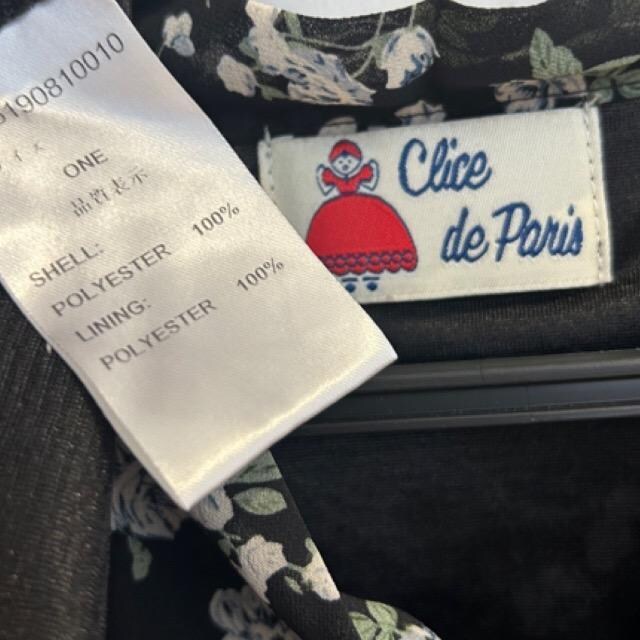 190810010
ONE
品質表示
SHELL:
POLYESTER 100%
LINING:
POLYESTER 100%
Clice
de Paris